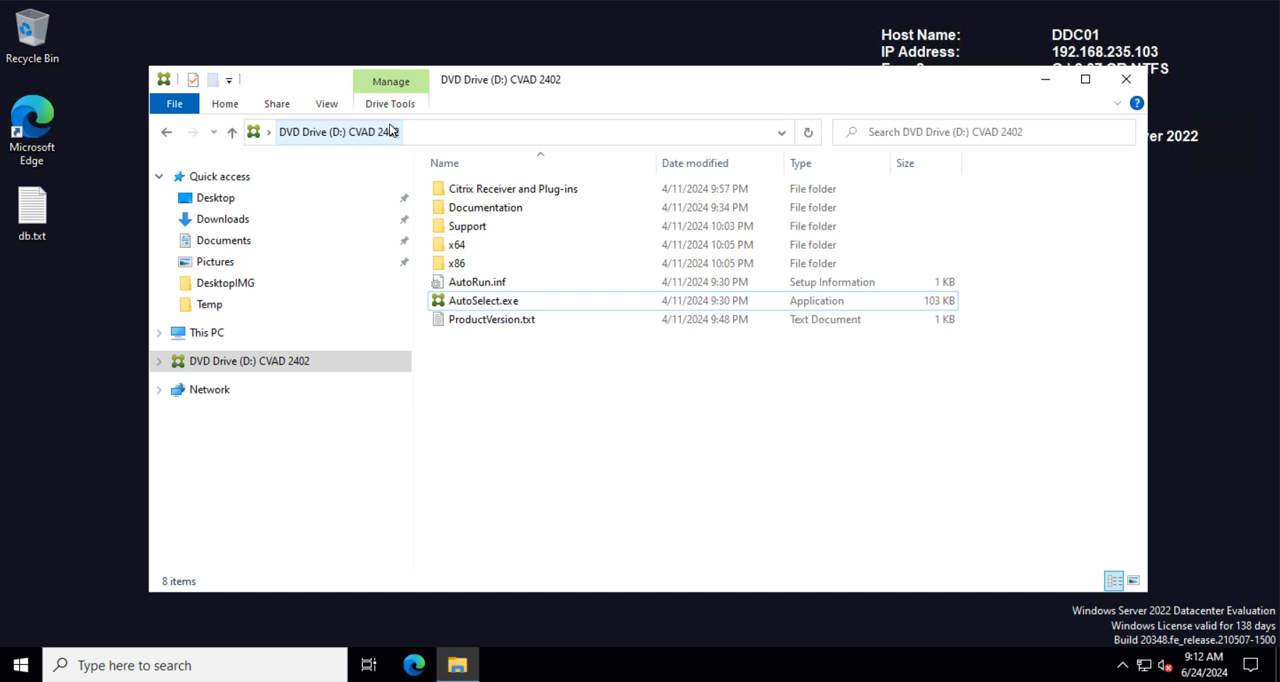 Recycle Bin
Microsoft
Edge
db.txt
Host Name: DDC01
IP Address: 192.168.235.103
er 2022
Manage DVD Drive (D:) CVAD 2402
File Home Share View Drive Tools
DVD Drive (D:) CVAD 2402
Search DVD Drive (D:) CVAD 2402
Quick access
Desktop
Downloads
Documents
Pictures
DesktopIMG
Temp
This PC
DVD Drive (D:) CVAD 2402
Network
Name Date modified Type Size
Citrix Receiver and Plug-ins 4/11/2024 9:57 PM File folder
Documentation 4/11/2024 9:34 PM File folder
Support 4/11/2024 10:03 PM File folder
x64 4/11/2024 10:05 PM File folder
x86 4/11/2024 10:05 PM File folder
AutoRun.inf 4/11/2024 9:30 PM Setup Information 1 KB
AutoSelect.exe 4/11/2024 9:30 PM Application 103 KB
ProductVersion.txt 4/11/2024 9:48 PM Text Document 1 KB
8 items
Windows Server 2022 Datacenter Evaluation
Windows License valid for 138 days
Build 20348.fe_release.210507-1500
Type here to search
9:12 AM
6/24/2024